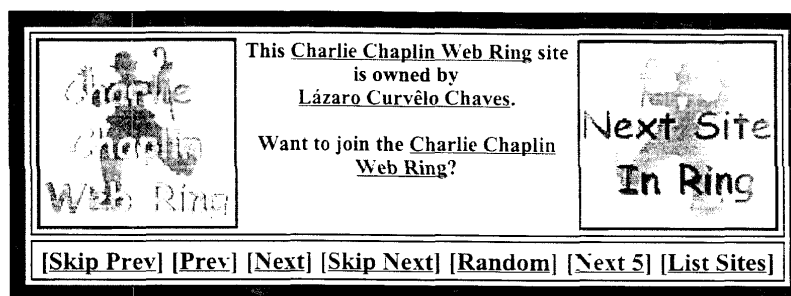 Charlie
Chaplin
Web Ring
This Charlie Chaplin Web Ring site
is owned by
Lázaro Curvêlo Chaves.
Want to join the Charlie Chaplin
Web Ring?
Next Site
In Ring
[Skip Prev] [Prev] [Next] [Skip Next] [Random] [Next 5] [List Sites]